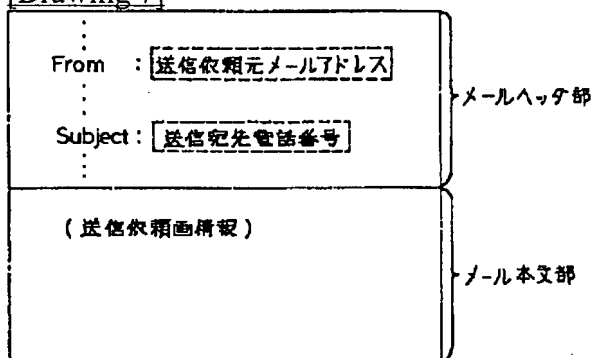 [Drawing 7]
From : 送信依頼元メールアドレス
メールヘッダ部
Subject : 送信宛先電話番号
(送信依頼画情報)
メール本文部